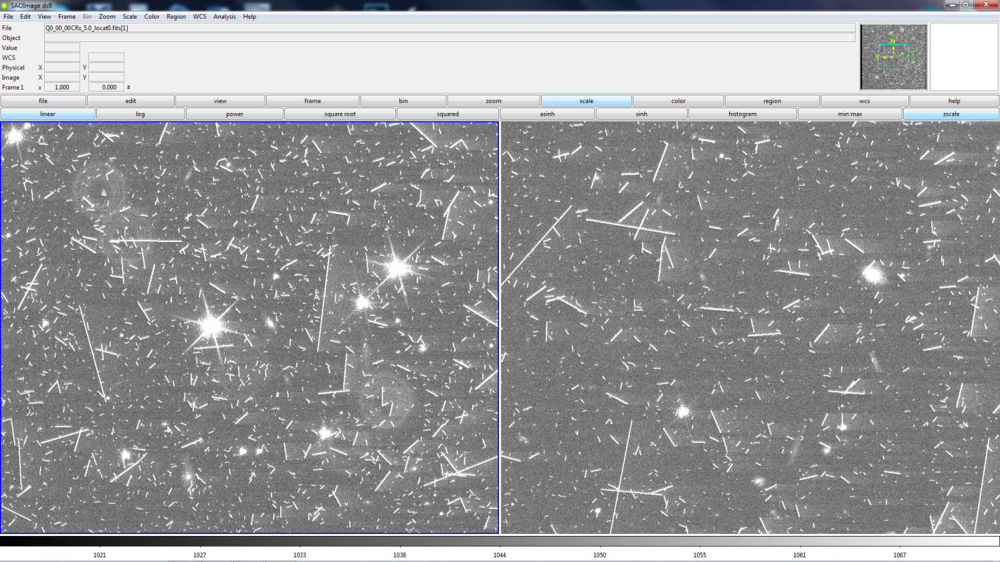 SAOImage ds9
File Edit View Frame Bin Zoom Scale Color Region WCS Analysis Help
File Q0_00_00CRs_5.0_locat0.fits[1]
Object
Value
WCS
Physical X Y
Image X Y
Frame 1 x 1.000 0.000 °
N
E
file edit view frame bin zoom scale color region wcs help
linear log power square root squared asinh sinh histogram min max zscale
1021 1027 1033 1038 1044 1050 1055 1061 1067